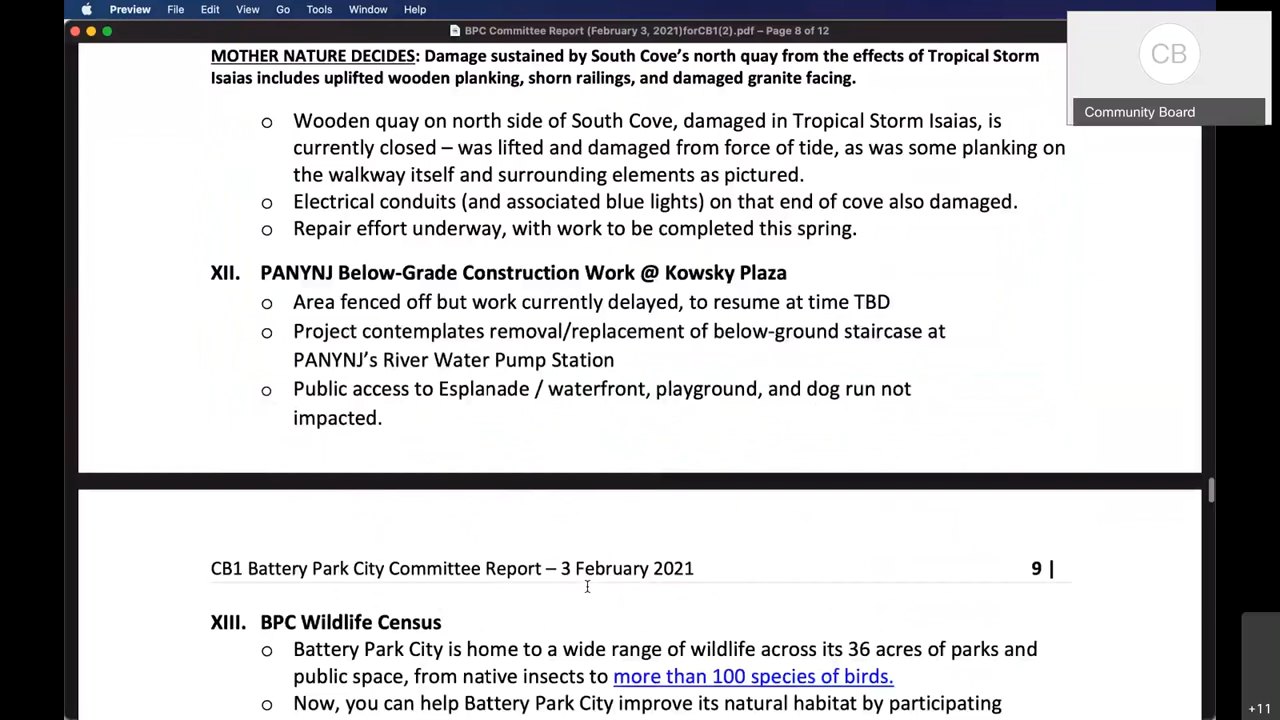 Preview File Edit View Go Tools Window Help
BPC Committee Report (February 3, 2021)forCB1(2).pdf – Page 8 of 12
CB
Community Board
MOTHER NATURE DECIDES: Damage sustained by South Cove's north quay from the effects of Tropical Storm
Isaias includes uplifted wooden planking, shorn railings, and damaged granite facing.
o Wooden quay on north side of South Cove, damaged in Tropical Storm Isaias, is
currently closed – was lifted and damaged from force of tide, as was some planking on
the walkway itself and surrounding elements as pictured.
o Electrical conduits (and associated blue lights) on that end of cove also damaged.
o Repair effort underway, with work to be completed this spring.
XII. PANYNJ Below-Grade Construction Work @ Kowsky Plaza
o Area fenced off but work currently delayed, to resume at time TBD
o Project contemplates removal/replacement of below-ground staircase at
PANYNJ's River Water Pump Station
o Public access to Esplanade / waterfront, playground, and dog run not
impacted.
CB1 Battery Park City Committee Report – 3 February 2021 9 |
XIII. BPC Wildlife Census
o Battery Park City is home to a wide range of wildlife across its 36 acres of parks and
public space, from native insects to more than 100 species of birds.
o Now, you can help Battery Park City improve its natural habitat by participating
+11